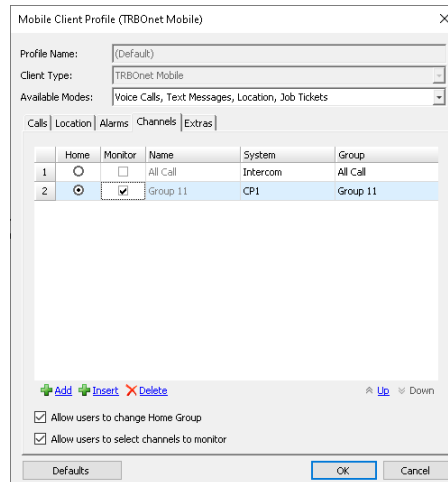 Mobile Client Profile (TRBOnet Mobile)
Profile Name: (Default)
Client Type: TRBOnet Mobile
Available Modes: Voice Calls, Text Messages, Location, Job Tickets
Calls Location Alarms Channels Extras
Home Monitor Name System Group
1 All Call Intercom All Call
2 Group 11 CP1 Group 11
Add Insert Delete Up Down
Allow users to change Home Group
Allow users to select channels to monitor
Defaults OK Cancel